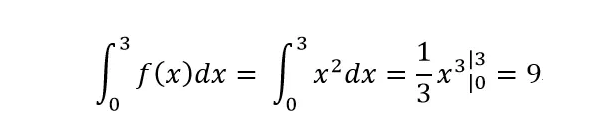 ∫₀³ f(x)dx = ∫₀³ x²dx = 1/3 x³|₀³ = 9